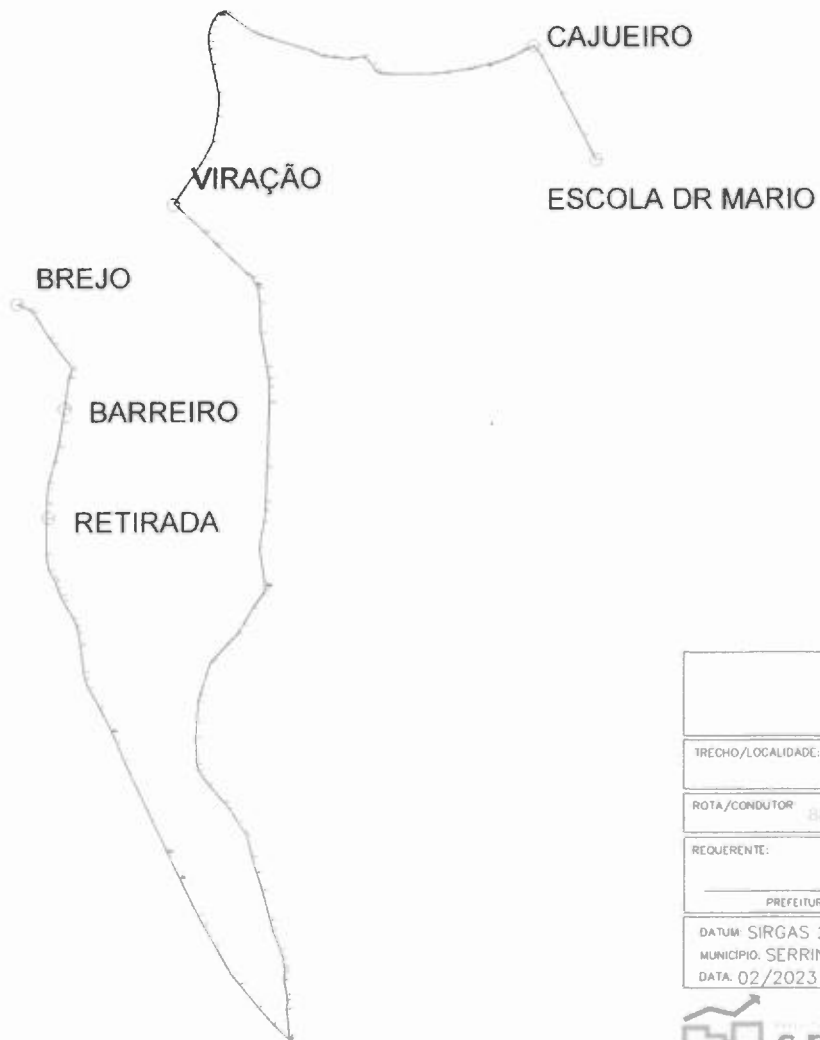 CAJUEIRO
VIRAÇÃO
ESCOLA DR MARIO
BREJO
BARREIRO
RETIRADA
TRECHO/LOCALIDADE:
ROTA/CONDUTOR
REQUERENTE:
PREFEITUR
DATUM: SIRGAS
MUNICÍPIO: SERRIN
DATA: 02/2023